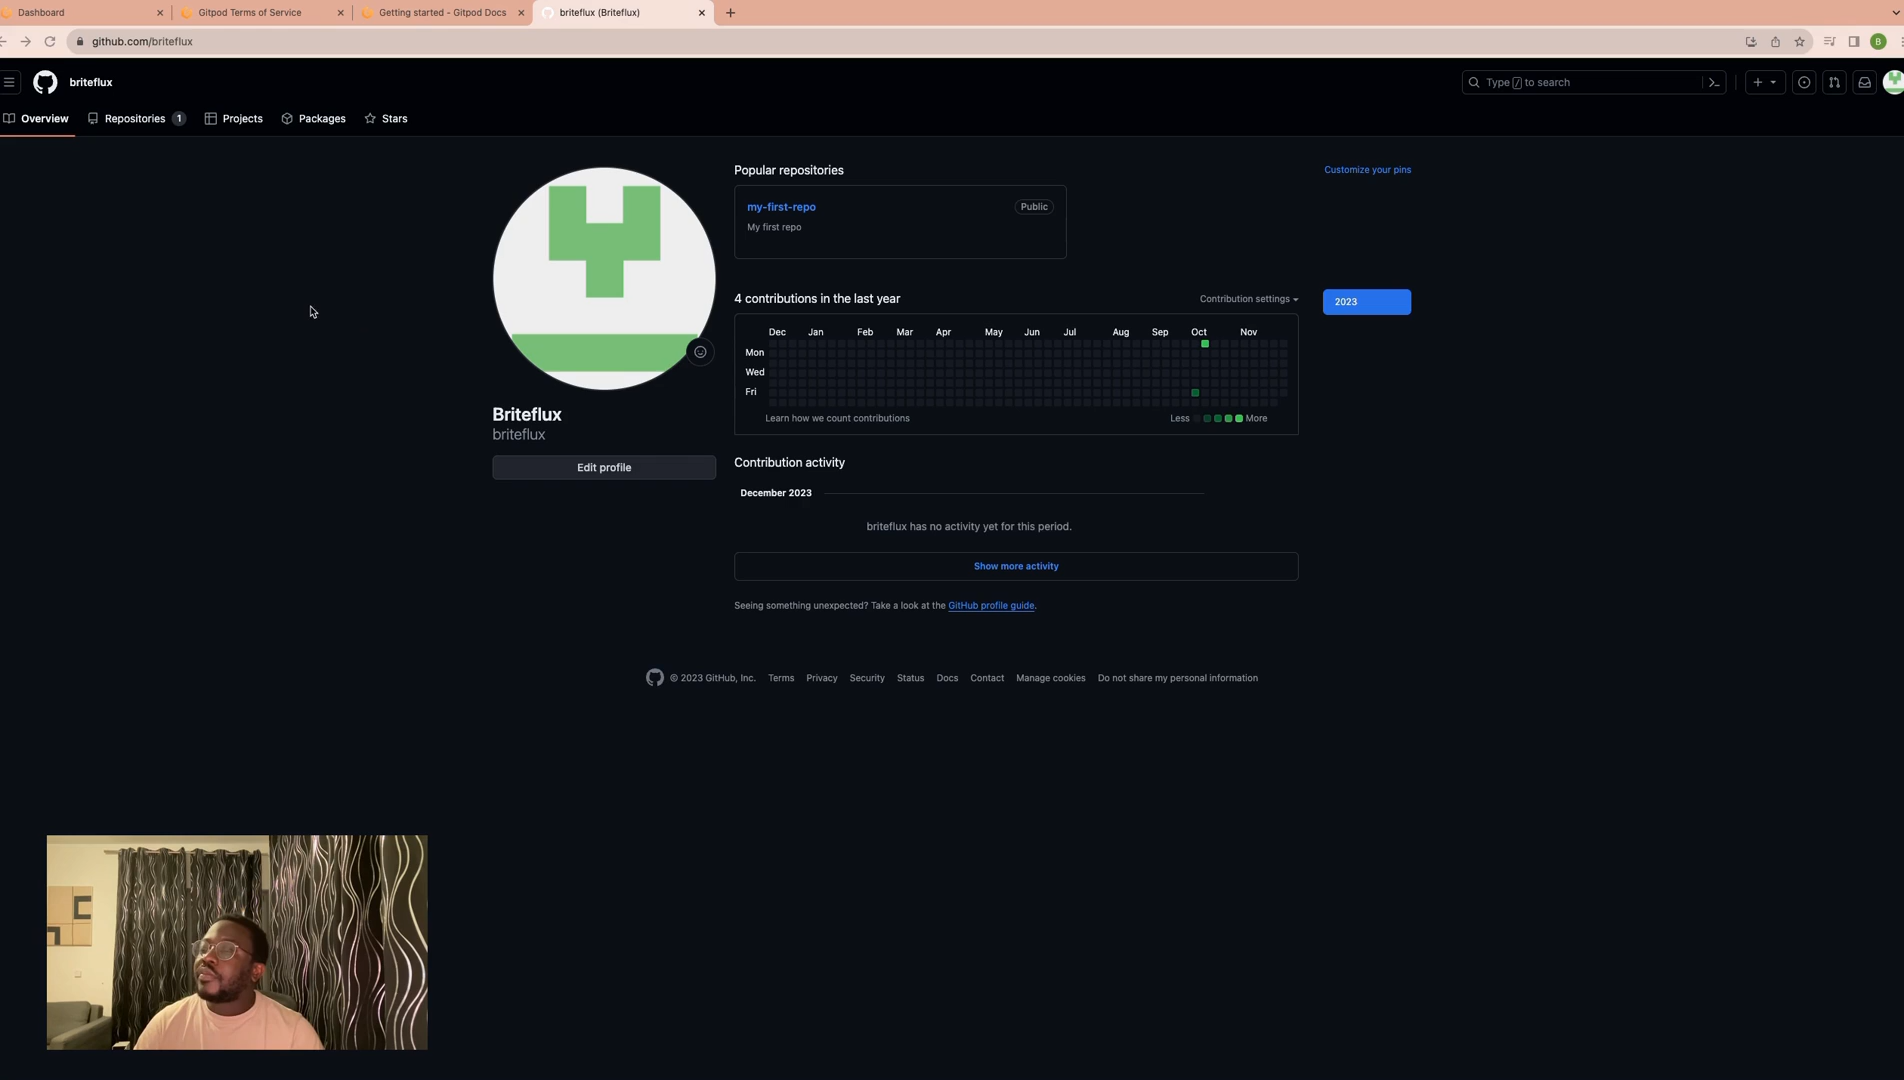 Dashboard
Gitpod Terms of Service
Getting started - Gitpod Docs
briteflux (Briteflux)
github.com/briteflux
B
briteflux
Type / to search
Overview
Repositories 1
Projects
Packages
Stars
Popular repositories
Customize your pins
my-first-repo
Public
My first repo
4 contributions in the last year
Contribution settings
2023
Dec Jan Feb Mar Apr May Jun Jul Aug Sep Oct Nov
Mon
Wed
Fri
Learn how we count contributions
Less More
Briteflux
briteflux
Edit profile
Contribution activity
December 2023
briteflux has no activity yet for this period.
Show more activity
Seeing something unexpected? Take a look at the GitHub profile guide.
© 2023 GitHub, Inc. Terms Privacy Security Status Docs Contact Manage cookies Do not share my personal information